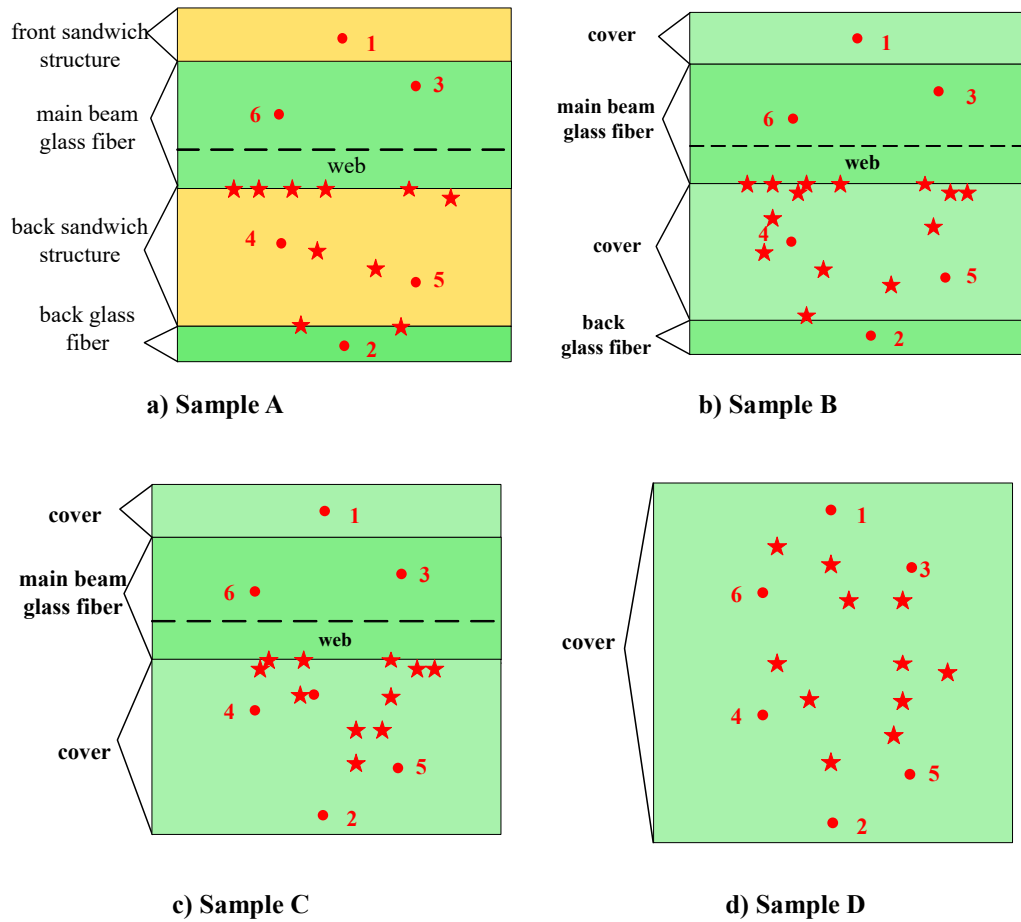 front sandwich
structure
1
3
main beam
glass fiber
6
web
back sandwich
structure
4
5
back glass
fiber
2
a) Sample A
cover
1
main beam
glass fiber
3
6
web
cover
4
5
back
glass fiber
2
b) Sample B
cover
1
main beam
glass fiber
3
6
web
4
cover
5
2
c) Sample C
1
3
6
cover
4
5
2
d) Sample D